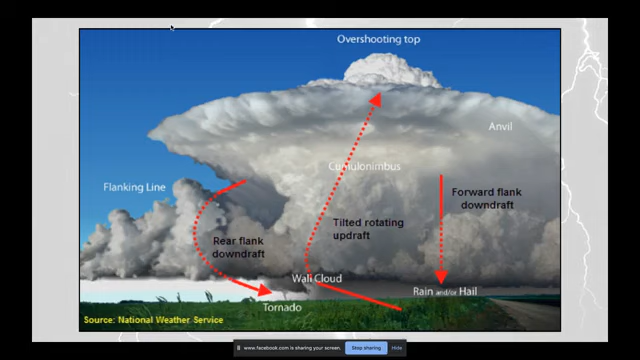 Overshooting top
Anvil
Cumulonimbus
Flanking Line
Forward flank
downdraft
Tilted rotating
updraft
Rear flank
downdraft
Wall Cloud
Rain and/or Hail
Tornado
Source: National Weather Service
www.facebook.com is sharing your screen.
Stop sharing
Hide